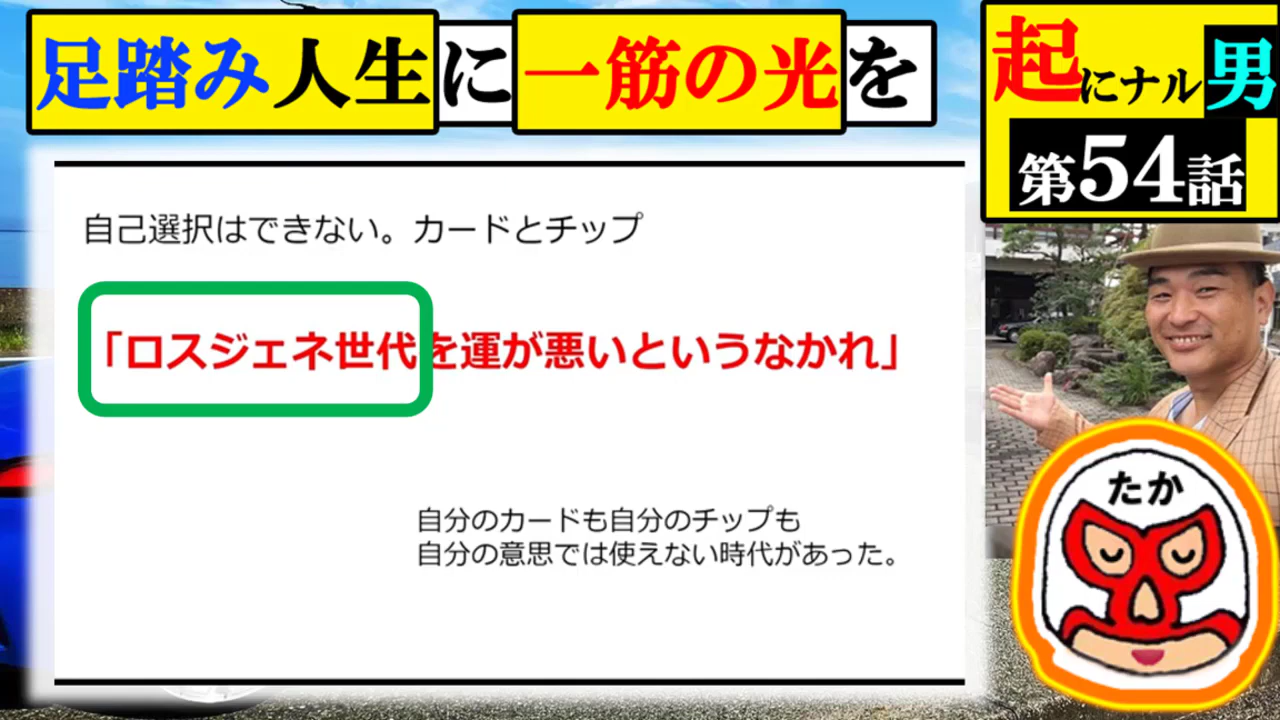 足踏み人生に一筋の光を
起にナル男
第54話
自己選択はできない。カードとチップ
「ロスジェネ世代を運が悪いというなかれ」
自分のカードも自分のチップも
自分の意思では使えない時代があった。
たか